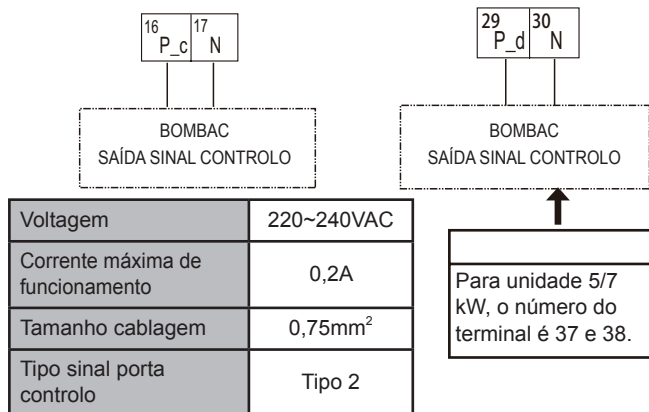 16 P_c 17 N
BOMBAC
SAÍDA SINAL CONTROLO
29 P_d 30 N
BOMBAC
SAÍDA SINAL CONTROLO
Voltagem 220~240VAC
Corrente máxima de
funcionamento 0,2A
Tamanho cablagem 0,75mm²
Tipo sinal porta
controlo Tipo 2
Para unidade 5/7
kW, o número do
terminal é 37 e 38.